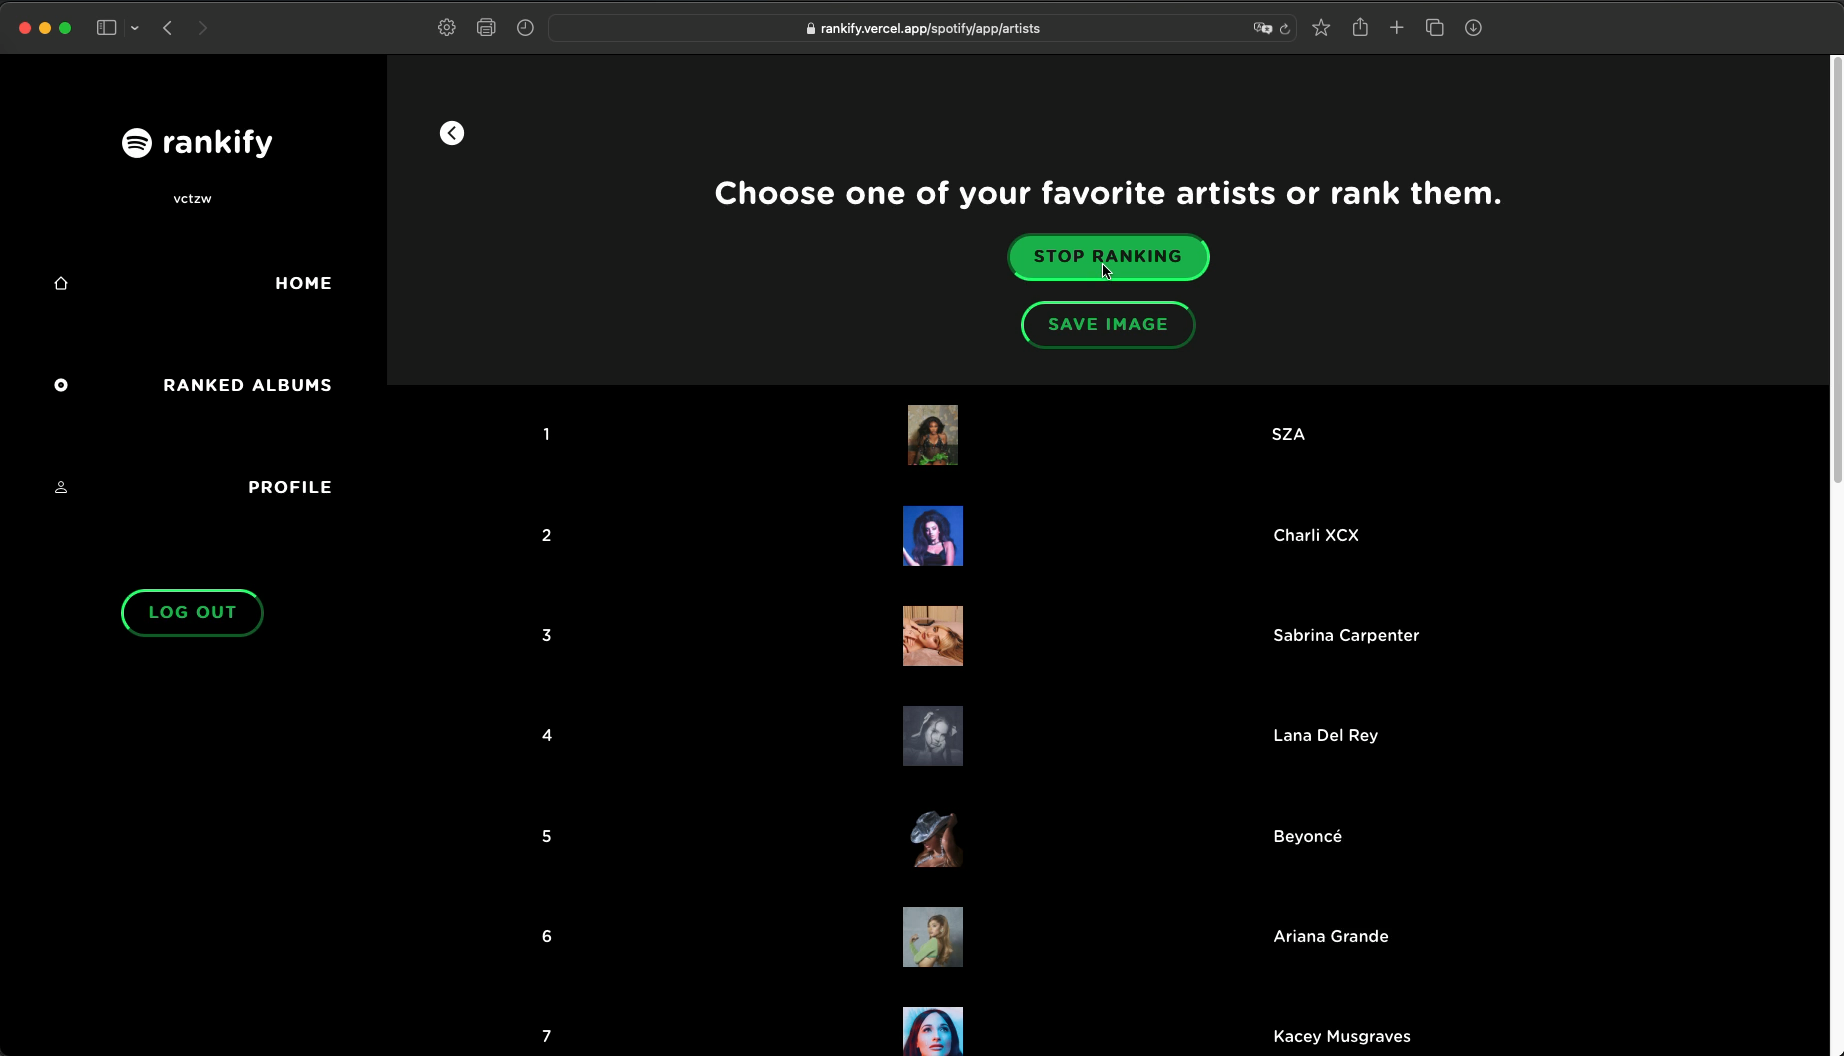 rankify.vercel.app/spotify/app/artists
rankify
vctzw
HOME
RANKED ALBUMS
PROFILE
LOG OUT
Choose one of your favorite artists or rank them.
STOP RANKING
SAVE IMAGE
1 SZA
2 Charli XCX
3 Sabrina Carpenter
4 Lana Del Rey
5 Beyoncé
6 Ariana Grande
7 Kacey Musgraves